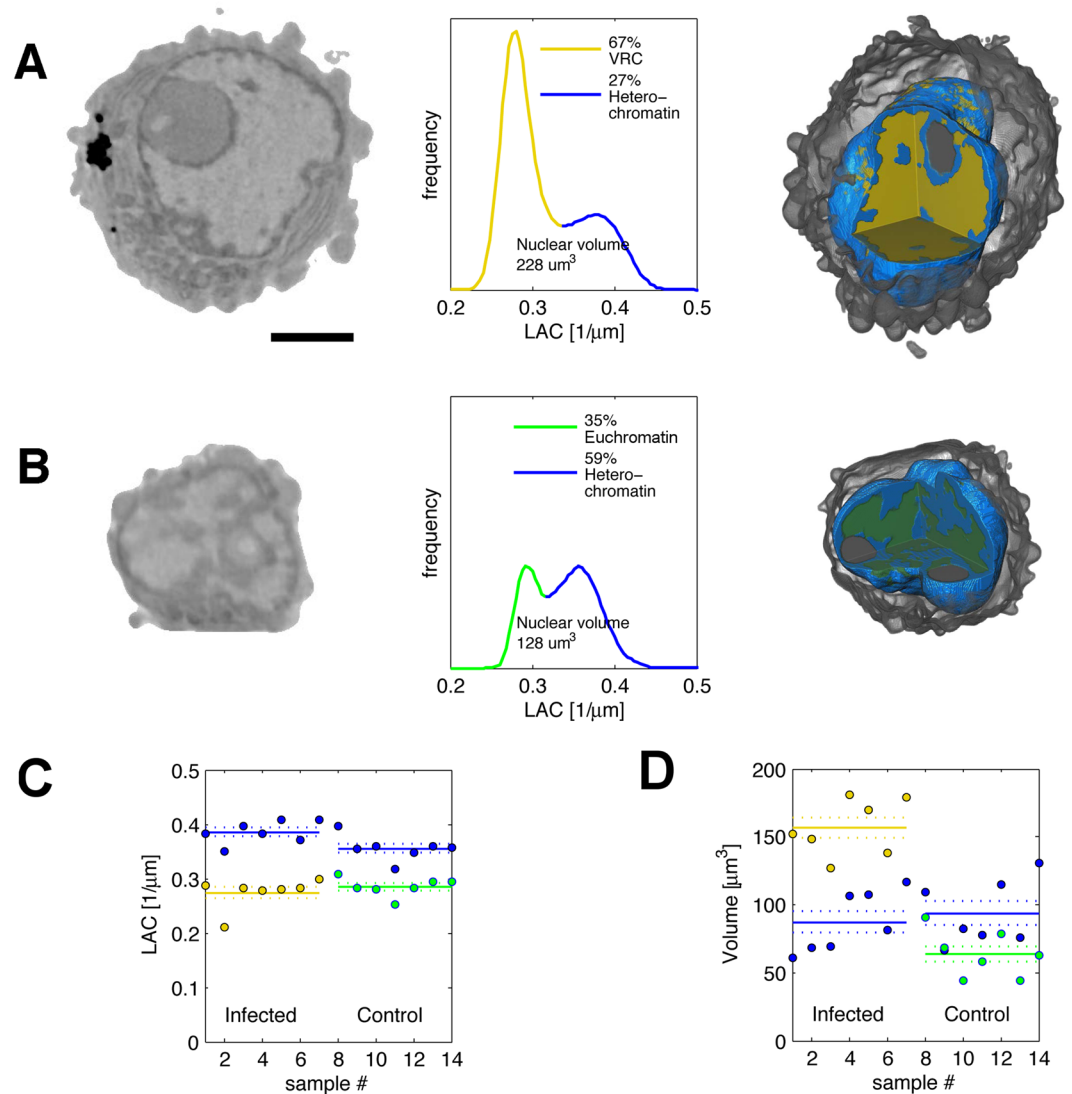 A
frequency
67%
VRC
27%
Hetero–
chromatin
Nuclear volume
228 um³
0.2 0.3 0.4 0.5
LAC [1/μm]
B
frequency
35%
Euchromatin
59%
Hetero–
chromatin
Nuclear volume
128 um³
0.2 0.3 0.4 0.5
LAC [1/μm]
C
LAC [1/μm]
0.5
0.4
0.3
0.2
0.1
0
Infected Control
2 4 6 8 10 12 14
sample #
D
Volume [μm³]
200
150
100
50
0
Infected Control
2 4 6 8 10 12 14
sample #